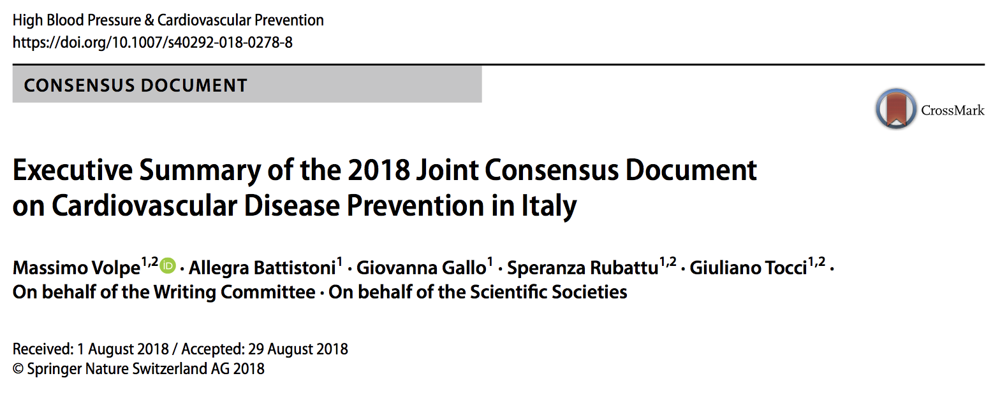 High Blood Pressure & Cardiovascular Prevention
https://doi.org/10.1007/s40292-018-0278-8
CONSENSUS DOCUMENT
CrossMark
Executive Summary of the 2018 Joint Consensus Document
on Cardiovascular Disease Prevention in Italy
Massimo Volpe1,2 iD · Allegra Battistoni1 · Giovanna Gallo1 · Speranza Rubattu1,2 · Giuliano Tocci1,2 ·
On behalf of the Writing Committee · On behalf of the Scientific Societies
Received: 1 August 2018 / Accepted: 29 August 2018
© Springer Nature Switzerland AG 2018